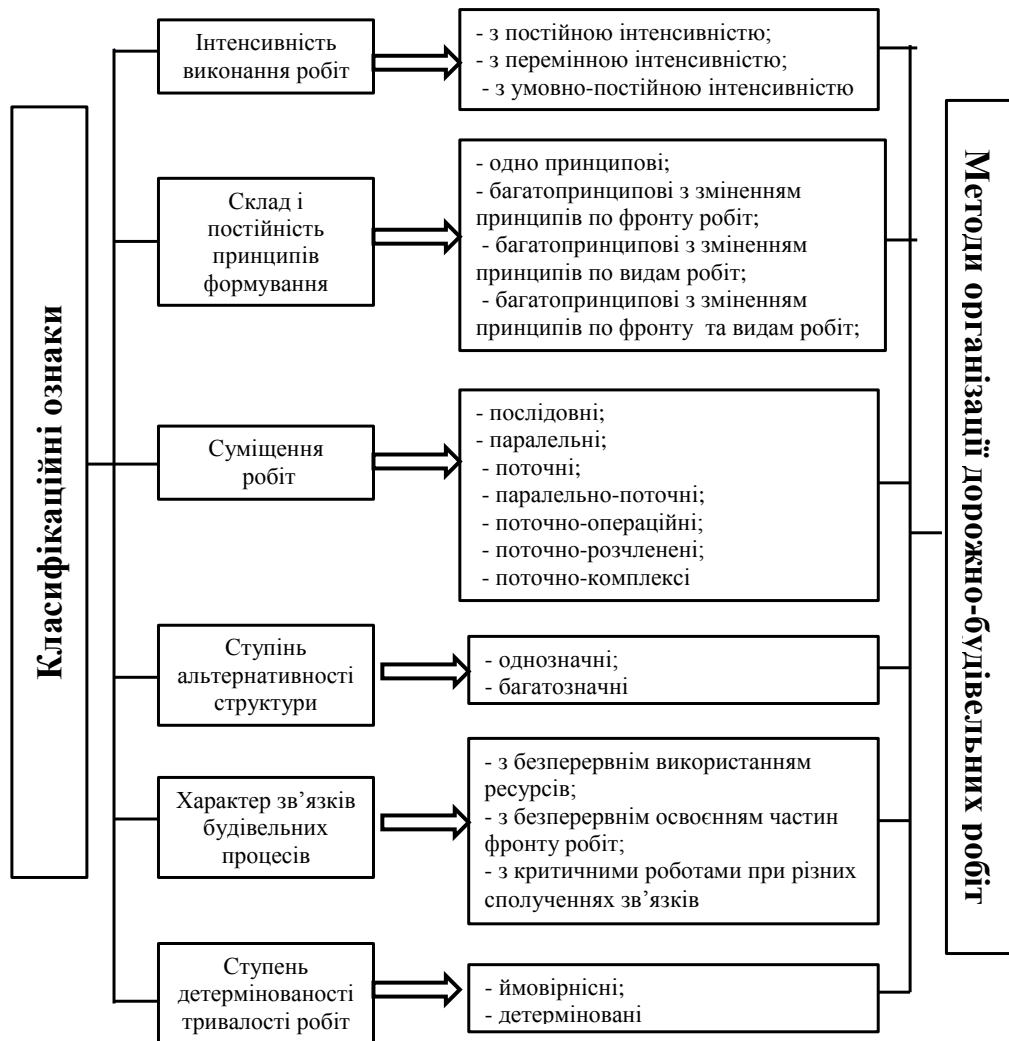 Класифікаційні ознаки
Інтенсивність
виконання робіт
- з постійною інтенсивністю;
- з перемінною інтенсивністю;
- з умовно-постійною інтенсивністю
Склад і
постійність
принципів
формування
- одно принципові;
- багатопринципові з зміненням
принципів по фронту робіт;
- багатопринципові з зміненням
принципів по видам робіт;
- багатопринципові з зміненням
принципів по фронту та видам робіт;
Суміщення
робіт
- послідовні;
- паралельні;
- поточні;
- паралельно-поточні;
- поточно-операційні;
- поточно-розчленені;
- поточно-комплексі
Ступінь
альтернативності
структури
- однозначні;
- багатозначні
Характер зв’язків
будівельних
процесів
- з безперервнім використанням
ресурсів;
- з безперервнім освоєнням частин
фронту робіт;
- з критичними роботами при різних
сполученнях зв’язків
Ступень
детермінованості
тривалості робіт
- ймовірнісні;
- детерміновані
Методи організації дорожно-будівельних робіт